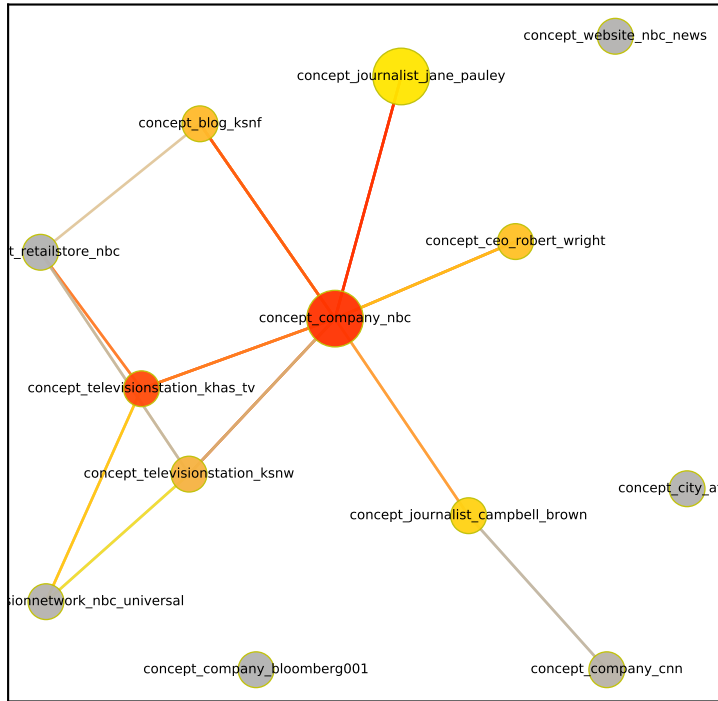 concept_website_nbc_news
concept_journalist_jane_pauley
concept_blog_ksnf
concept_ceo_robert_wright
t_retailstore_nbc
concept_company_nbc
concept_televisionstation_khas_tv
concept_televisionstation_ksnw
concept_city_a
concept_journalist_campbell_brown
sionnetwork_nbc_universal
concept_company_bloomberg001
concept_company_cnn